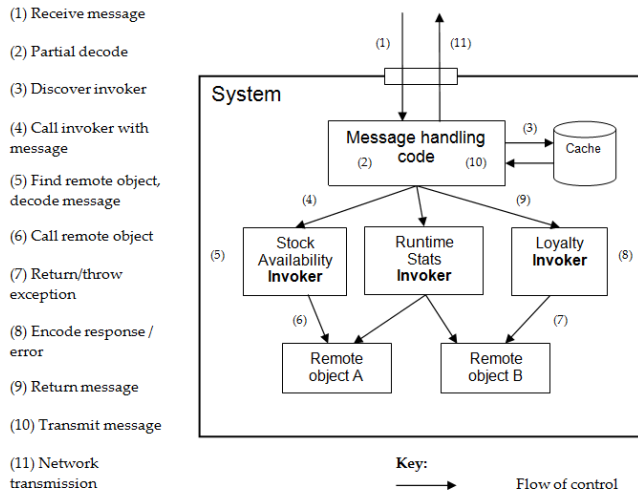 (1) Receive message
(2) Partial decode
(3) Discover invoker
(4) Call invoker with
message
(5) Find remote object,
decode message
(6) Call remote object
(7) Return/throw
exception
(8) Encode response /
error
(9) Return message
(10) Transmit message
(11) Network
transmission
(1)
(11)
System
Message handling
code
(2)
(10)
(3)
Cache
(4)
(9)
(5)
Stock
Availability
Invoker
Runtime
Stats
Invoker
Loyalty
Invoker
(8)
(6)
(7)
Remote
object A
Remote
object B
Key:
Flow of control